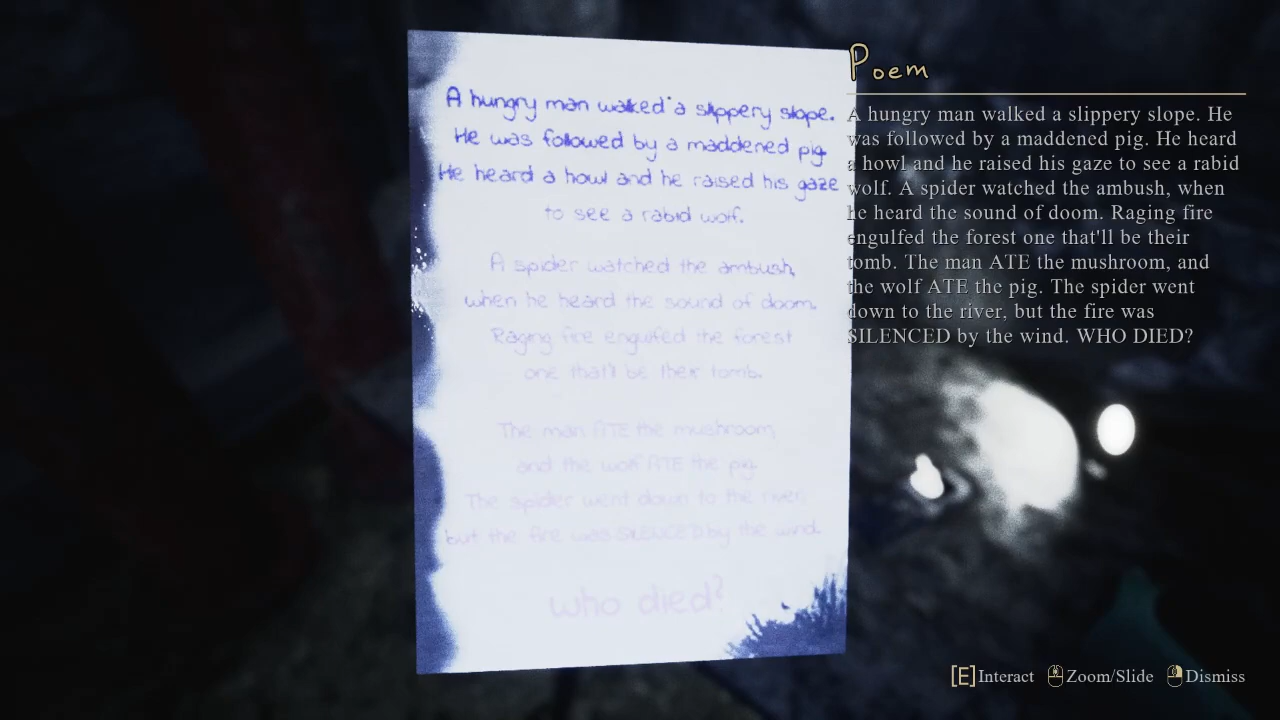 A hungry man walked a slippery slope.
He was followed by a maddened pig
He heard a howl and he raised his gaze
to see a rabid wolf.
A spider watched the ambush,
when he heard the sound of doom.
Raging fire engulfed the forest
one that'll be their tomb.
The man ATE the mushroom,
and the wolf ATE the pig.
The spider went down to the river,
but the fire was SILENCED by the wind.
who died?
Poem
A hungry man walked a slippery slope. He
was followed by a maddened pig. He heard
a howl and he raised his gaze to see a rabid
wolf. A spider watched the ambush, when
he heard the sound of doom. Raging fire
engulfed the forest one that'll be their
tomb. The man ATE the mushroom, and
the wolf ATE the pig. The spider went
down to the river, but the fire was
SILENCED by the wind. WHO DIED?
[E]Interact Zoom/Slide Dismiss